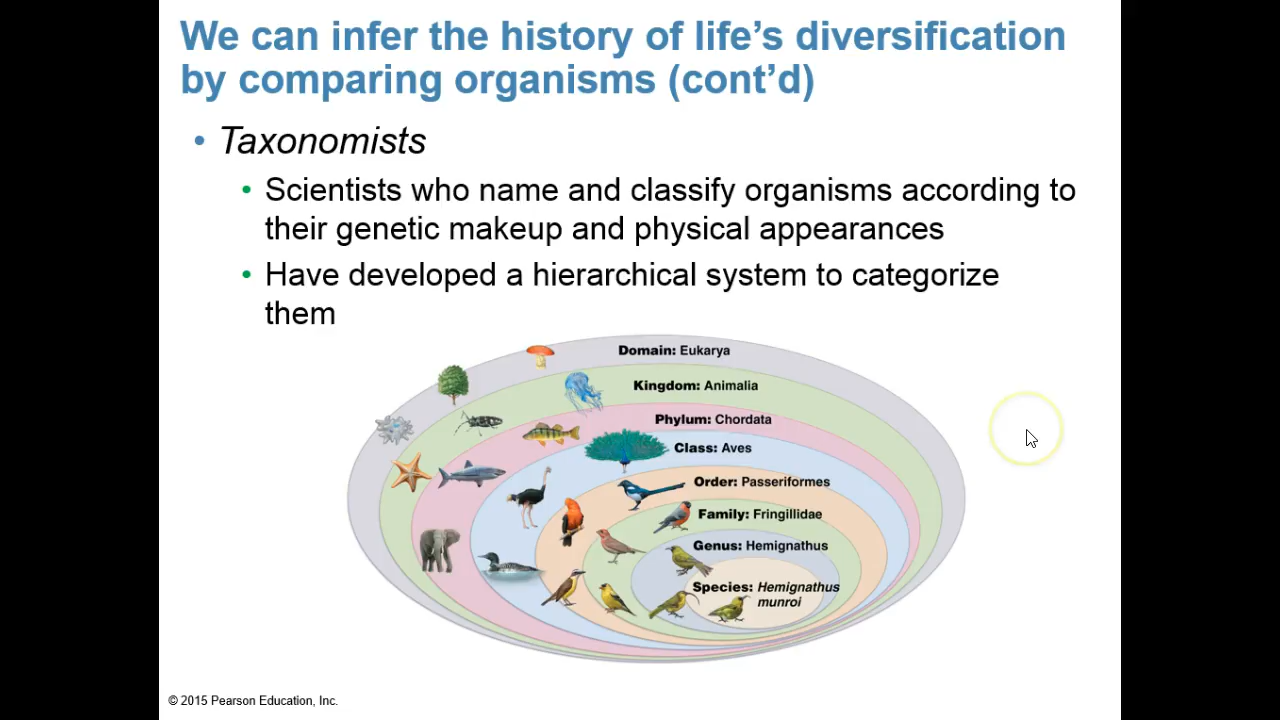 We can infer the history of life's diversification
by comparing organisms (cont'd)
• Taxonomists
• Scientists who name and classify organisms according to
their genetic makeup and physical appearances
• Have developed a hierarchical system to categorize
them
Domain: Eukarya
Kingdom: Animalia
Phylum: Chordata
Class: Aves
Order: Passeriformes
Family: Fringillidae
Genus: Hemignathus
Species: Hemignathus
munroi
© 2015 Pearson Education, Inc.